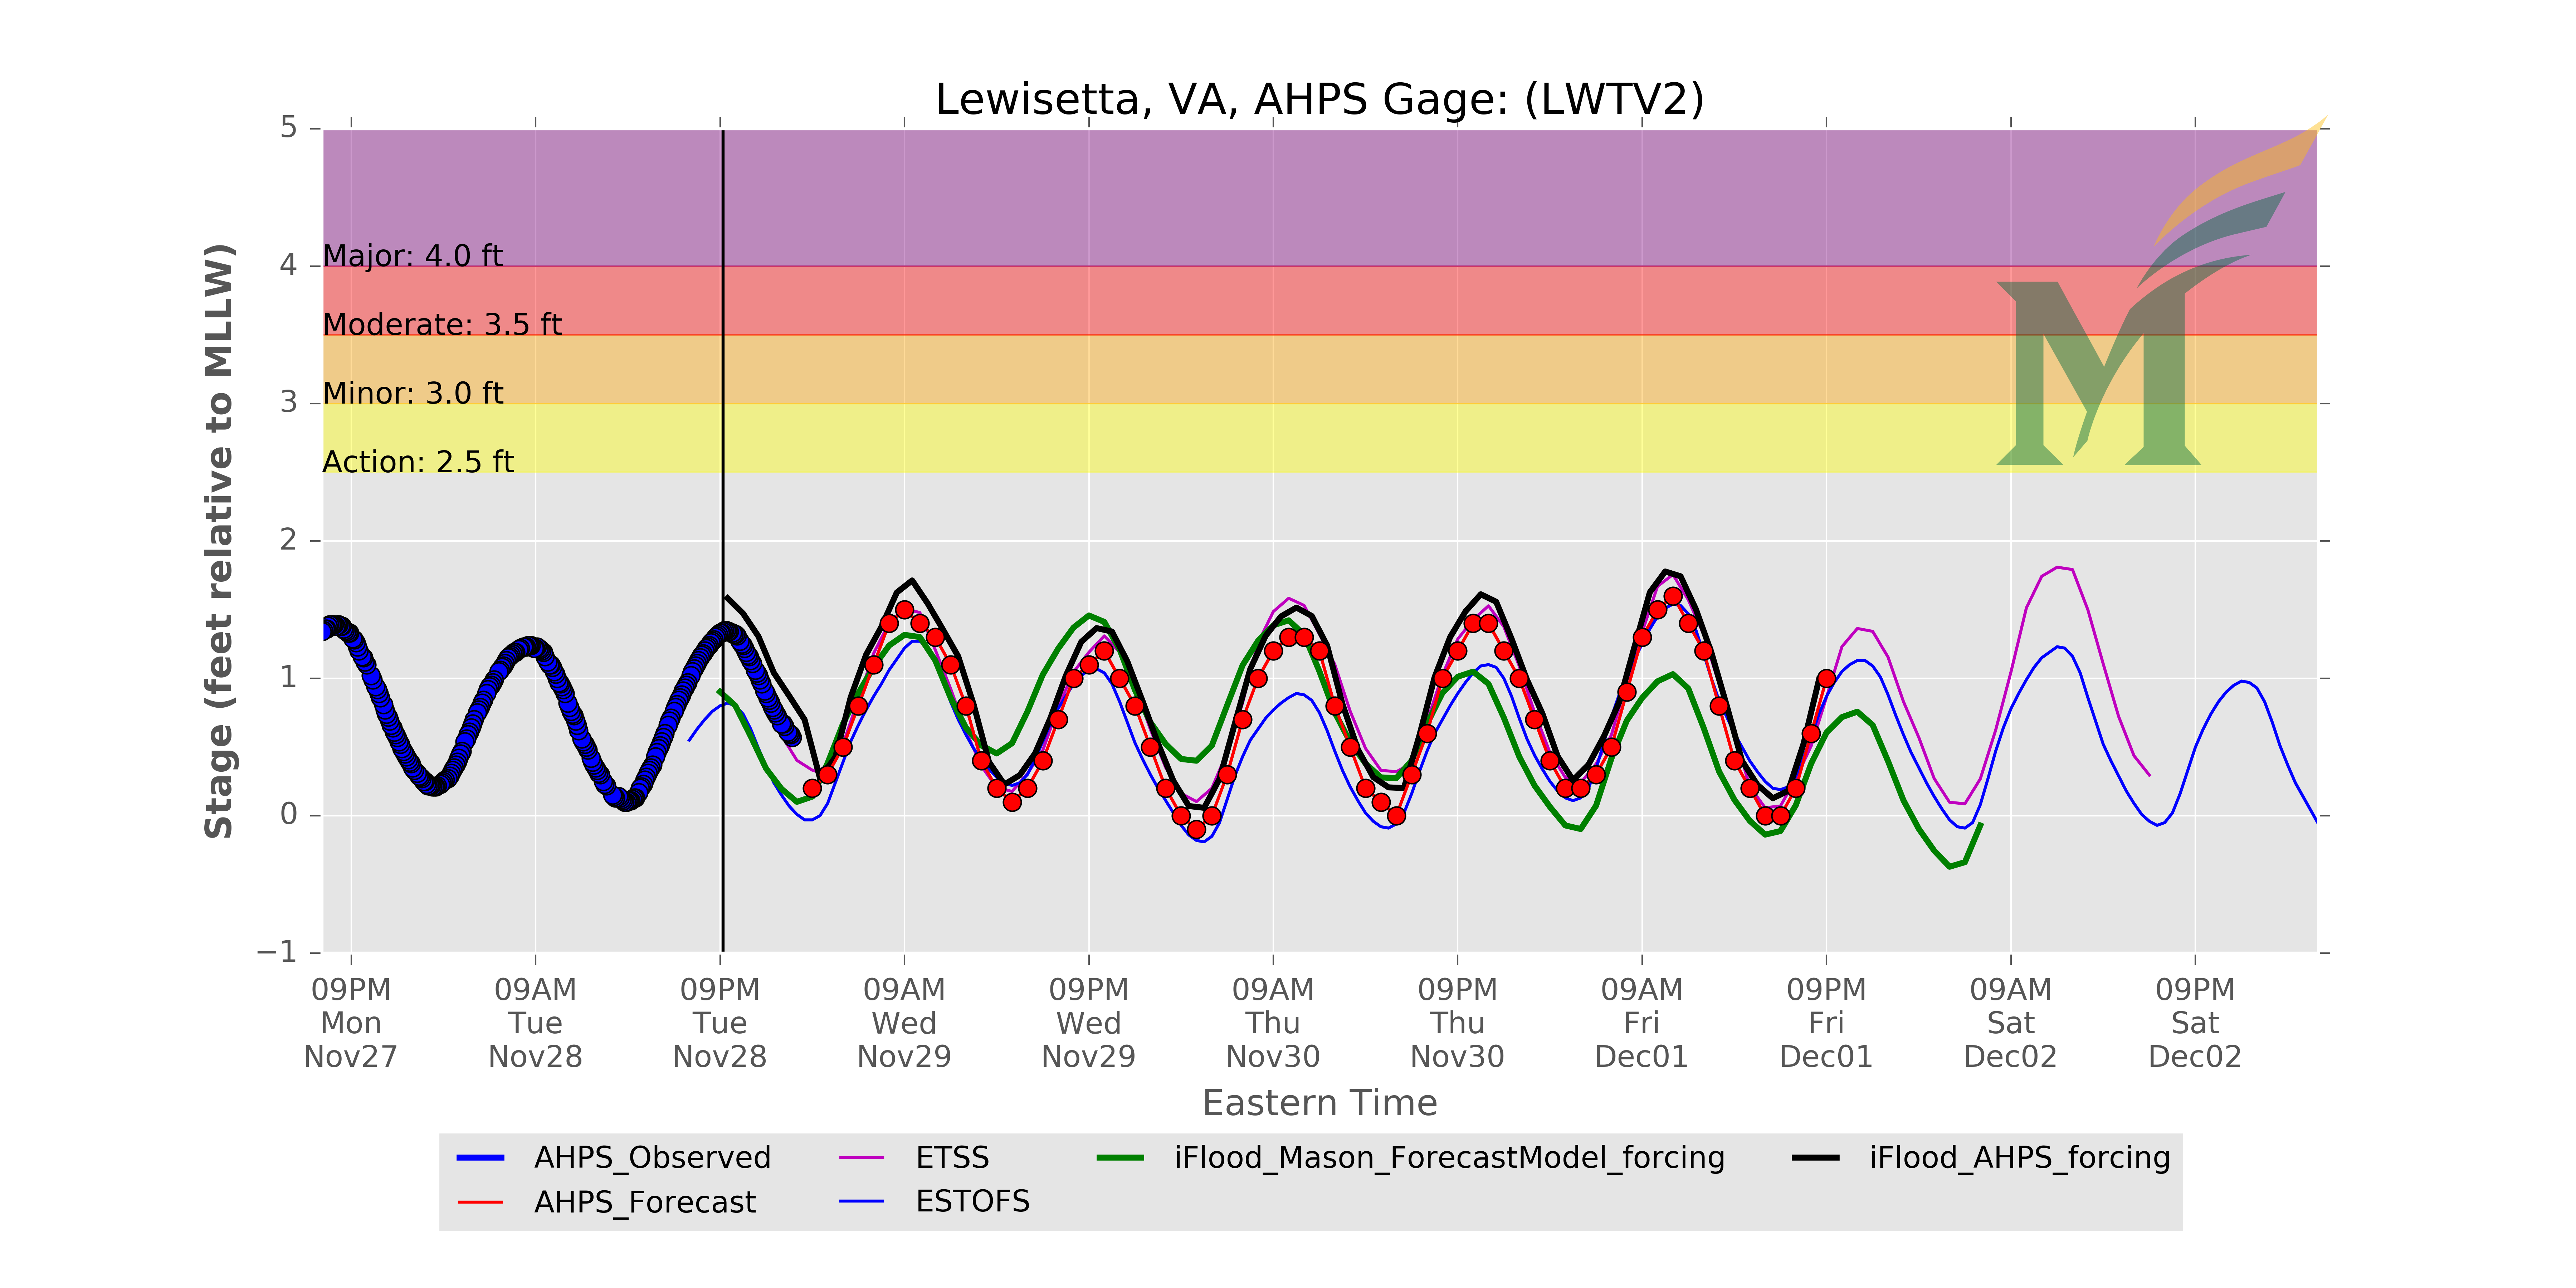 Lewisetta, VA, AHPS Gage: (LWTV2)
5
4
3
2
1
0
−1
Stage (feet relative to MLLW)
Major: 4.0 ft
Moderate: 3.5 ft
Minor: 3.0 ft
Action: 2.5 ft
09PM 09AM 09PM 09AM 09PM 09AM 09PM 09AM 09PM 09AM 09PM
Mon Tue Tue Wed Wed Thu Thu Fri Fri Sat Sat
Nov27 Nov28 Nov28 Nov29 Nov29 Nov30 Nov30 Dec01 Dec01 Dec02 Dec02
Eastern Time
AHPS_Observed ETSS iFlood_Mason_ForecastModel_forcing iFlood_AHPS_forcing
AHPS_Forecast ESTOFS
M